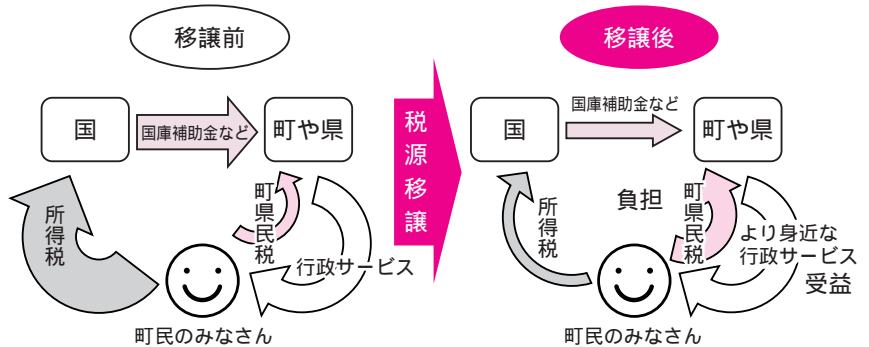 移譲前
国
国庫補助金など
町や県
所得税
町県民税
行政サービス
町民のみなさん
税源移譲
移譲後
国
国庫補助金など
町や県
所得税
負担
町県民税
より身近な
行政サービス
受益
町民のみなさん